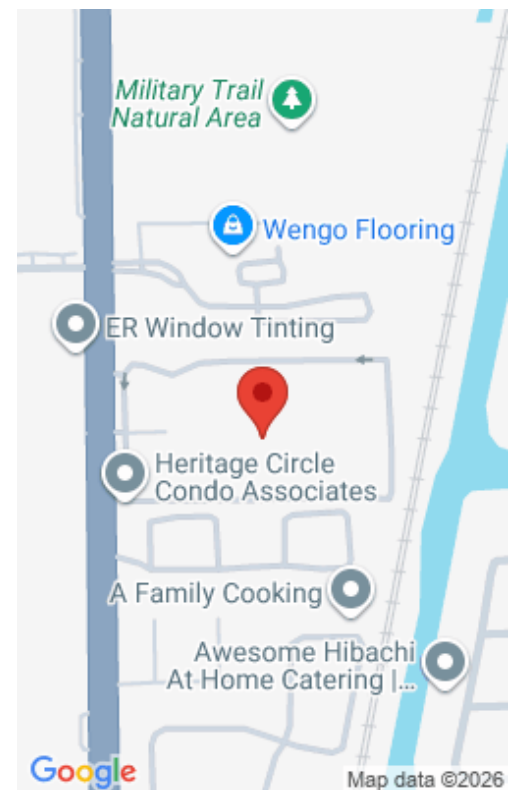 Military Trail
Natural Area
Wengo Flooring
ER Window Tinting
Heritage Circle
Condo Associates
A Family Cooking
Awesome Hibachi
At Home Catering |...
Google
Map data ©2026